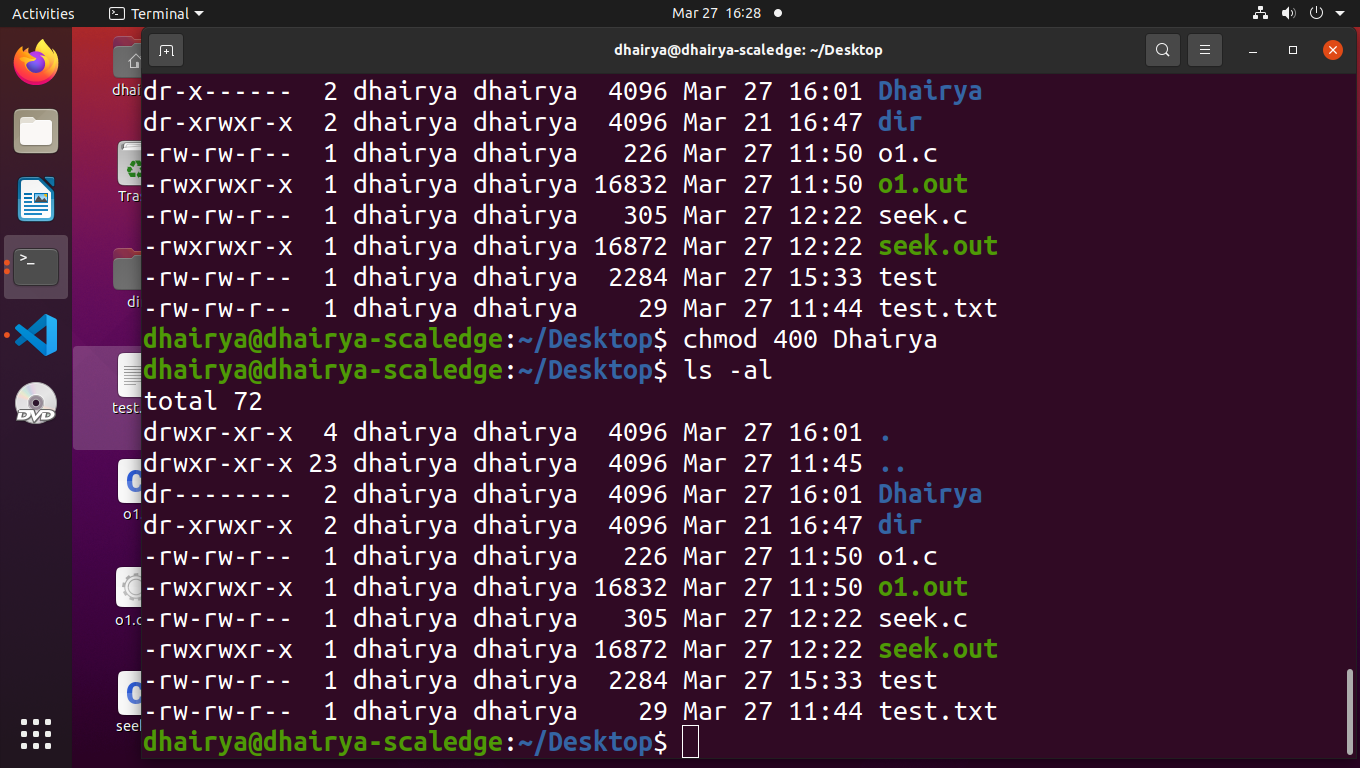 Activities Terminal Mar 27 16:28
dhairya@dhairya-scaledge: ~/Desktop
dr-x------  2 dhairya dhairya  4096 Mar 27 16:01 Dhairya
dr-xrwxr-x  2 dhairya dhairya  4096 Mar 21 16:47 dir
-rw-rw-r--  1 dhairya dhairya   226 Mar 27 11:50 o1.c
-rwxrwxr-x  1 dhairya dhairya 16832 Mar 27 11:50 o1.out
-rw-rw-r--  1 dhairya dhairya   305 Mar 27 12:22 seek.c
-rwxrwxr-x  1 dhairya dhairya 16872 Mar 27 12:22 seek.out
-rw-rw-r--  1 dhairya dhairya  2284 Mar 27 15:33 test
-rw-rw-r--  1 dhairya dhairya    29 Mar 27 11:44 test.txt
dhairya@dhairya-scaledge:~/Desktop$ chmod 400 Dhairya
dhairya@dhairya-scaledge:~/Desktop$ ls -al
total 72
drwxr-xr-x  4 dhairya dhairya  4096 Mar 27 16:01 .
drwxr-xr-x 23 dhairya dhairya  4096 Mar 27 11:45 ..
dr--------  2 dhairya dhairya  4096 Mar 27 16:01 Dhairya
dr-xrwxr-x  2 dhairya dhairya  4096 Mar 21 16:47 dir
-rw-rw-r--  1 dhairya dhairya   226 Mar 27 11:50 o1.c
-rwxrwxr-x  1 dhairya dhairya 16832 Mar 27 11:50 o1.out
-rw-rw-r--  1 dhairya dhairya   305 Mar 27 12:22 seek.c
-rwxrwxr-x  1 dhairya dhairya 16872 Mar 27 12:22 seek.out
-rw-rw-r--  1 dhairya dhairya  2284 Mar 27 15:33 test
-rw-rw-r--  1 dhairya dhairya    29 Mar 27 11:44 test.txt
dhairya@dhairya-scaledge:~/Desktop$
DVD